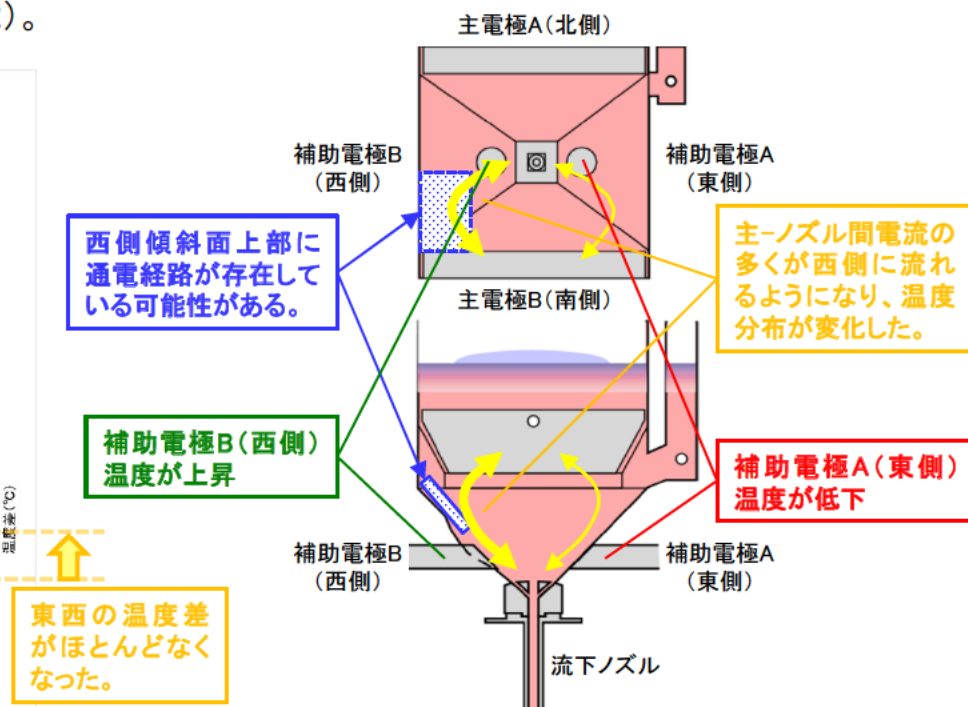 )。
主電極A(北側)
補助電極B
(西側)
補助電極A
(東側)
西側傾斜面上部に
通電経路が存在して
いる可能性がある。
主-ノズル間電流の
多くが西側に流れ
るようになり、温度
分布が変化した。
主電極B(南側)
補助電極B(西側)
温度が上昇
補助電極A(東側)
温度が低下
温度差(℃)
補助電極B
(西側)
補助電極A
(東側)
東西の温度差
がほとんどなく
なった。
流下ノズル